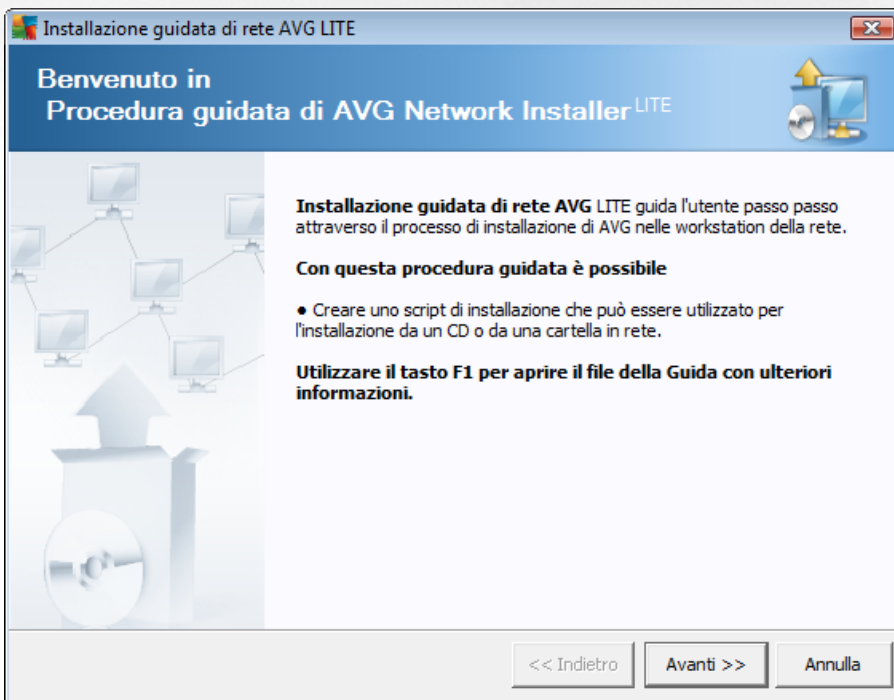 Installazione guidata di rete AVG LITE
Benvenuto in
Procedura guidata di AVG Network Installer LITE
Installazione guidata di rete AVG LITE guida l'utente passo passo
attraverso il processo di installazione di AVG nelle workstation della rete.
Con questa procedura guidata è possibile
● Creare uno script di installazione che può essere utilizzato per
l'installazione da un CD o da una cartella in rete.
Utilizzare il tasto F1 per aprire il file della Guida con ulteriori
informazioni.
<< Indietro
Avanti >>
Annulla